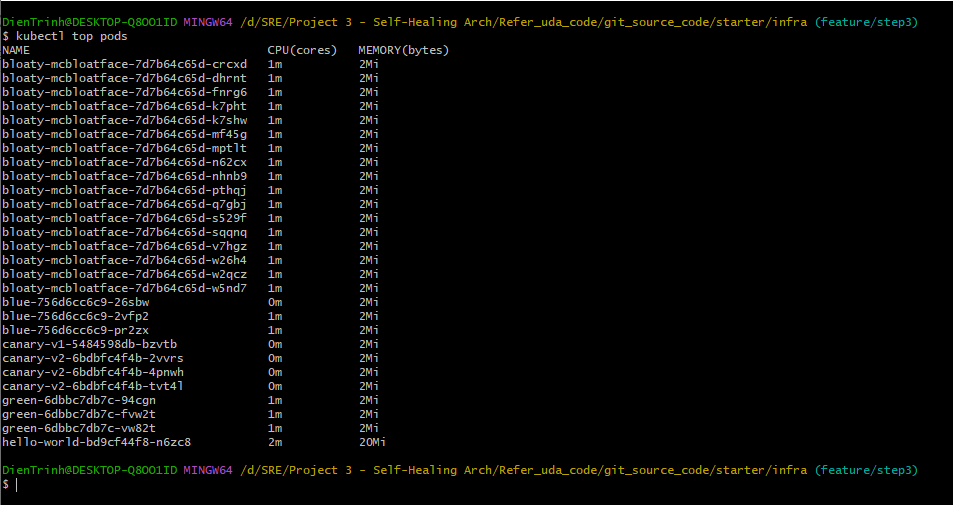 DienTrinh@DESKTOP-Q8OO1ID MINGW64 /d/SRE/Project 3 - Self-Healing Arch/Refer_uda_code/git_source_code/starter/infra (feature/step3)
$ kubectl top pods
NAME CPU(cores) MEMORY(bytes)
bloaty-mcbloatface-7d7b64c65d-crcxd 1m 2Mi
bloaty-mcbloatface-7d7b64c65d-dhrnt 1m 2Mi
bloaty-mcbloatface-7d7b64c65d-fnrg6 1m 2Mi
bloaty-mcbloatface-7d7b64c65d-k7pht 1m 2Mi
bloaty-mcbloatface-7d7b64c65d-k7shw 1m 2Mi
bloaty-mcbloatface-7d7b64c65d-mf45g 1m 2Mi
bloaty-mcbloatface-7d7b64c65d-mptlt 1m 2Mi
bloaty-mcbloatface-7d7b64c65d-n62cx 1m 2Mi
bloaty-mcbloatface-7d7b64c65d-nhnb9 1m 2Mi
bloaty-mcbloatface-7d7b64c65d-pthqj 1m 2Mi
bloaty-mcbloatface-7d7b64c65d-q7gbj 1m 2Mi
bloaty-mcbloatface-7d7b64c65d-s529f 1m 2Mi
bloaty-mcbloatface-7d7b64c65d-sqqnq 1m 2Mi
bloaty-mcbloatface-7d7b64c65d-v7hgz 1m 2Mi
bloaty-mcbloatface-7d7b64c65d-w26h4 1m 2Mi
bloaty-mcbloatface-7d7b64c65d-w2qcz 1m 2Mi
bloaty-mcbloatface-7d7b64c65d-w5nd7 1m 2Mi
blue-756d6cc6c9-26sbw 0m 2Mi
blue-756d6cc6c9-2vfp2 1m 2Mi
blue-756d6cc6c9-pr2zx 1m 2Mi
canary-v1-5484598db-bzvtb 0m 2Mi
canary-v2-6bdbfc4f4b-2vvrs 0m 2Mi
canary-v2-6bdbfc4f4b-4pnwh 0m 2Mi
canary-v2-6bdbfc4f4b-tvt4l 0m 2Mi
green-6dbbc7db7c-94cgn 1m 2Mi
green-6dbbc7db7c-fvw2t 1m 2Mi
green-6dbbc7db7c-vw82t 1m 2Mi
hello-world-bd9cf44f8-n6zc8 2m 20Mi
DienTrinh@DESKTOP-Q8OO1ID MINGW64 /d/SRE/Project 3 - Self-Healing Arch/Refer_uda_code/git_source_code/starter/infra (feature/step3)
$